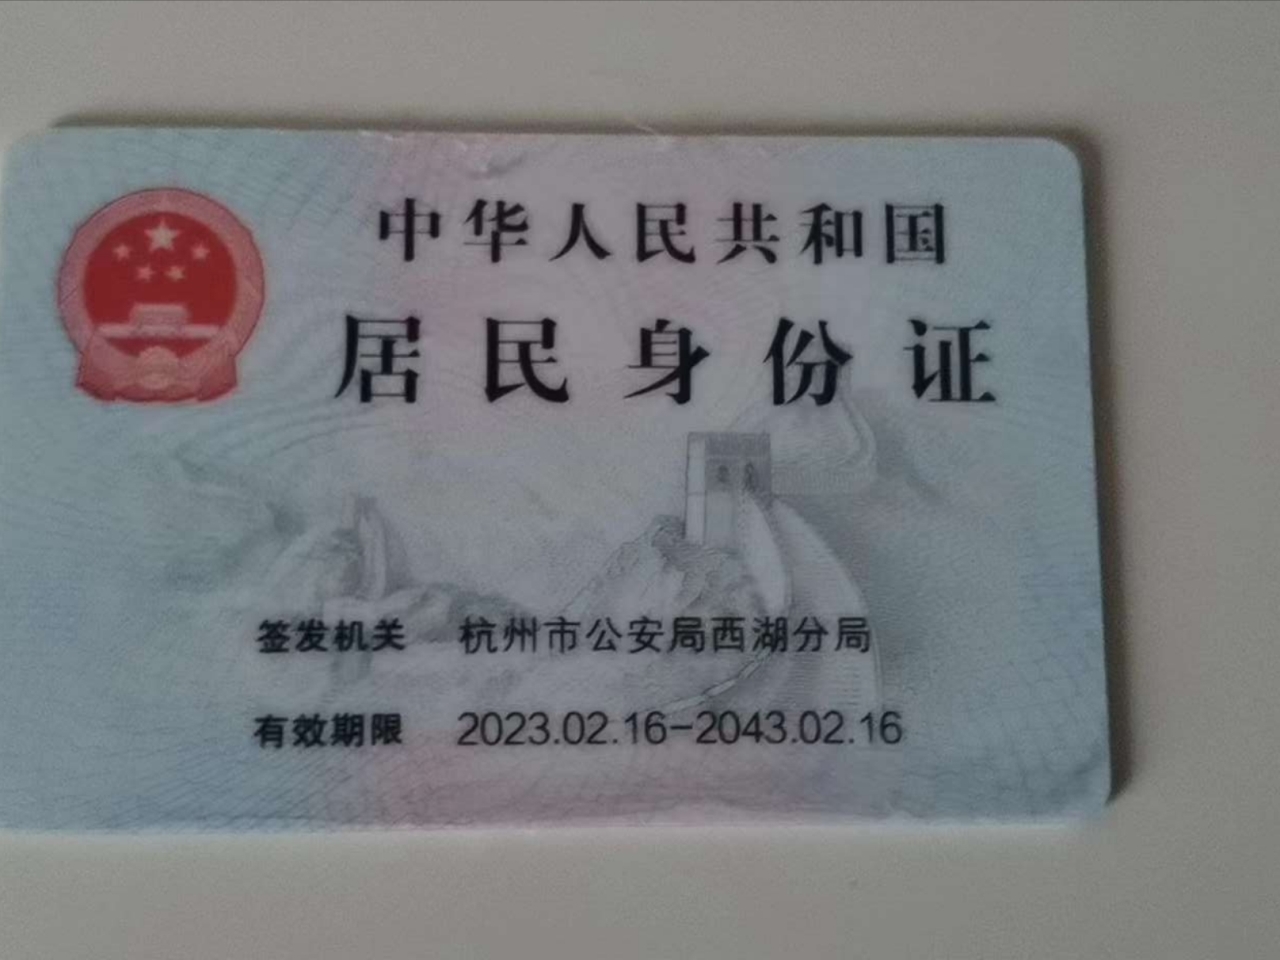 中华人民共和国
居民身份证
签发机关 杭州市公安局西湖分局
有效期限 2023.02.16-2043.02.16